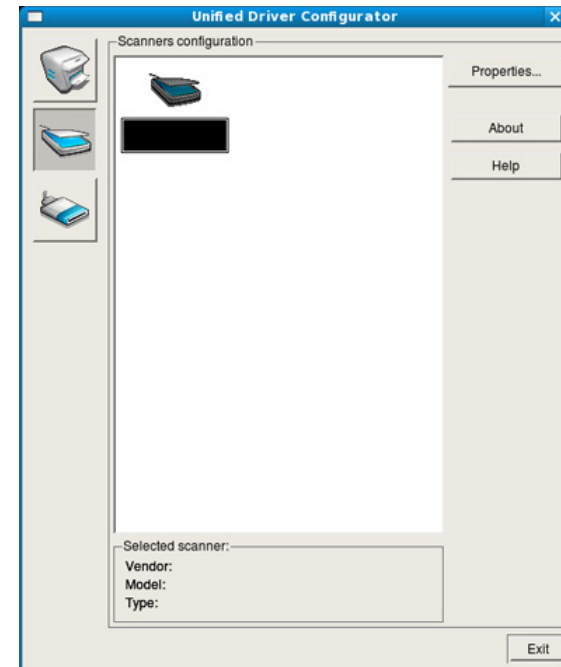 Unified Driver Configurator
Scanners configuration
Properties...
About
Help
Selected scanner:
Vendor:
Model:
Type:
Exit